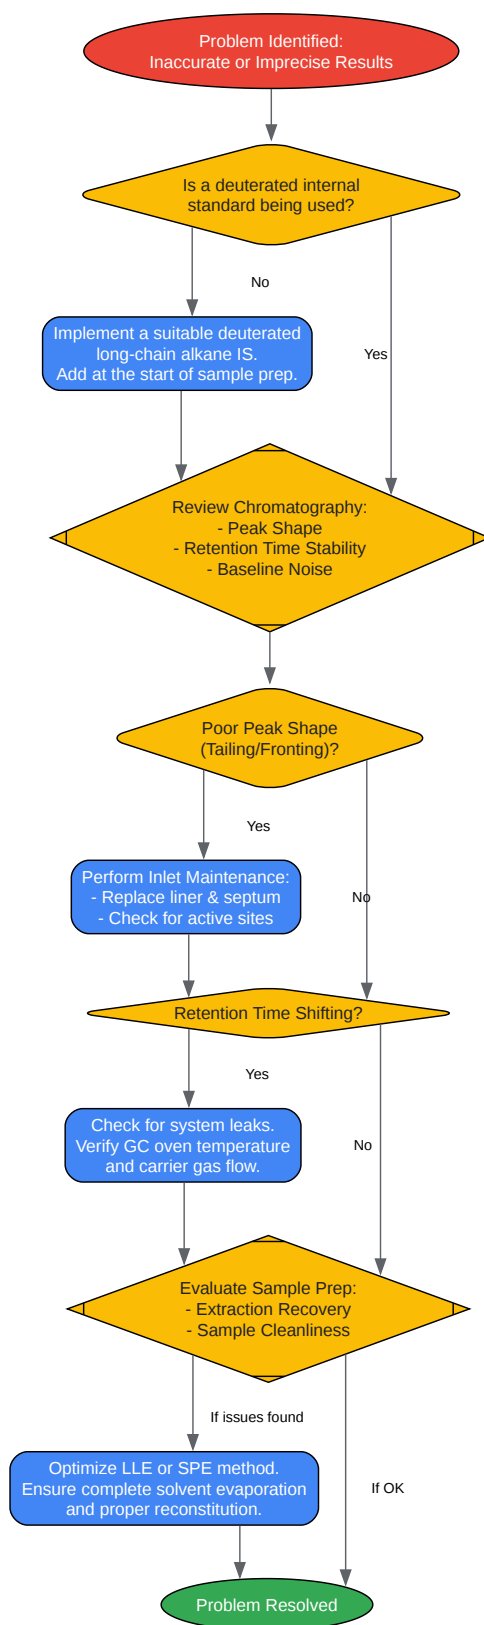 Problem Identified:
Inaccurate or Imprecise Results
Is a deuterated internal
standard being used?
No
Implement a suitable deuterated
long-chain alkane IS.
Add at the start of sample prep.
Yes
Review Chromatography:
- Peak Shape
- Retention Time Stability
- Baseline Noise
Poor Peak Shape
(Tailing/Fronting)?
Yes
Perform Inlet Maintenance:
- Replace liner & septum
- Check for active sites
No
Retention Time Shifting?
Yes
Check for system leaks.
Verify GC oven temperature
and carrier gas flow.
No
Evaluate Sample Prep:
- Extraction Recovery
- Sample Cleanliness
If issues found
Optimize LLE or SPE method.
Ensure complete solvent evaporation
and proper reconstitution.
If OK
Problem Resolved